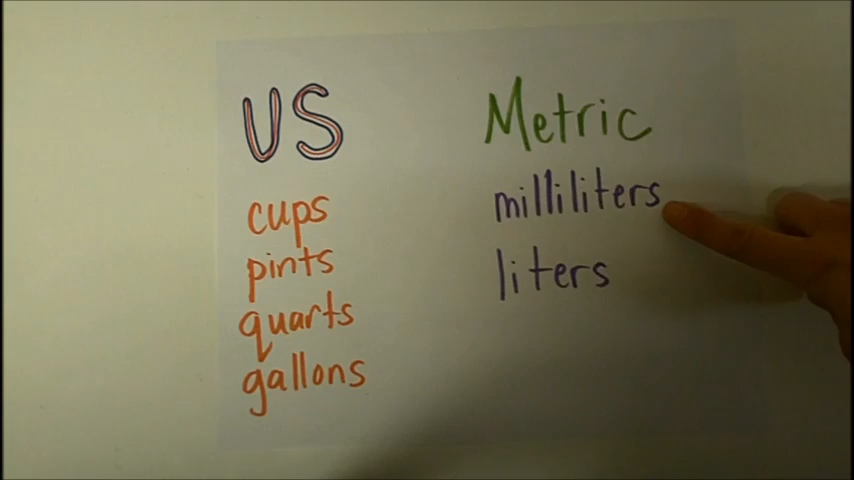 US
cups
pints
quarts
gallons
Metric
milliliters
liters